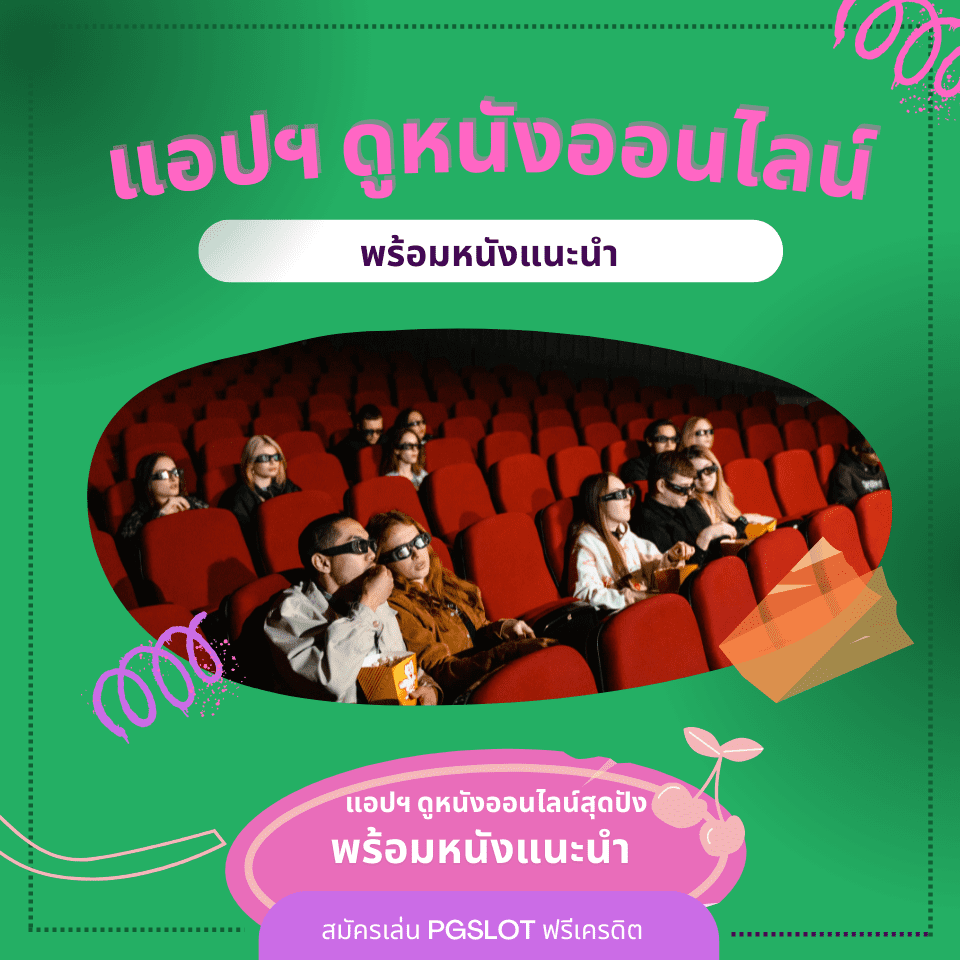 แอปฯ ดูหนังออนไลน์
พร้อมหนังแนะนำ
แอปฯ ดูหนังออนไลน์สุดปัง
พร้อมหนังแนะนำ
สมัครเล่น PGSLOT ฟรีเครดิต